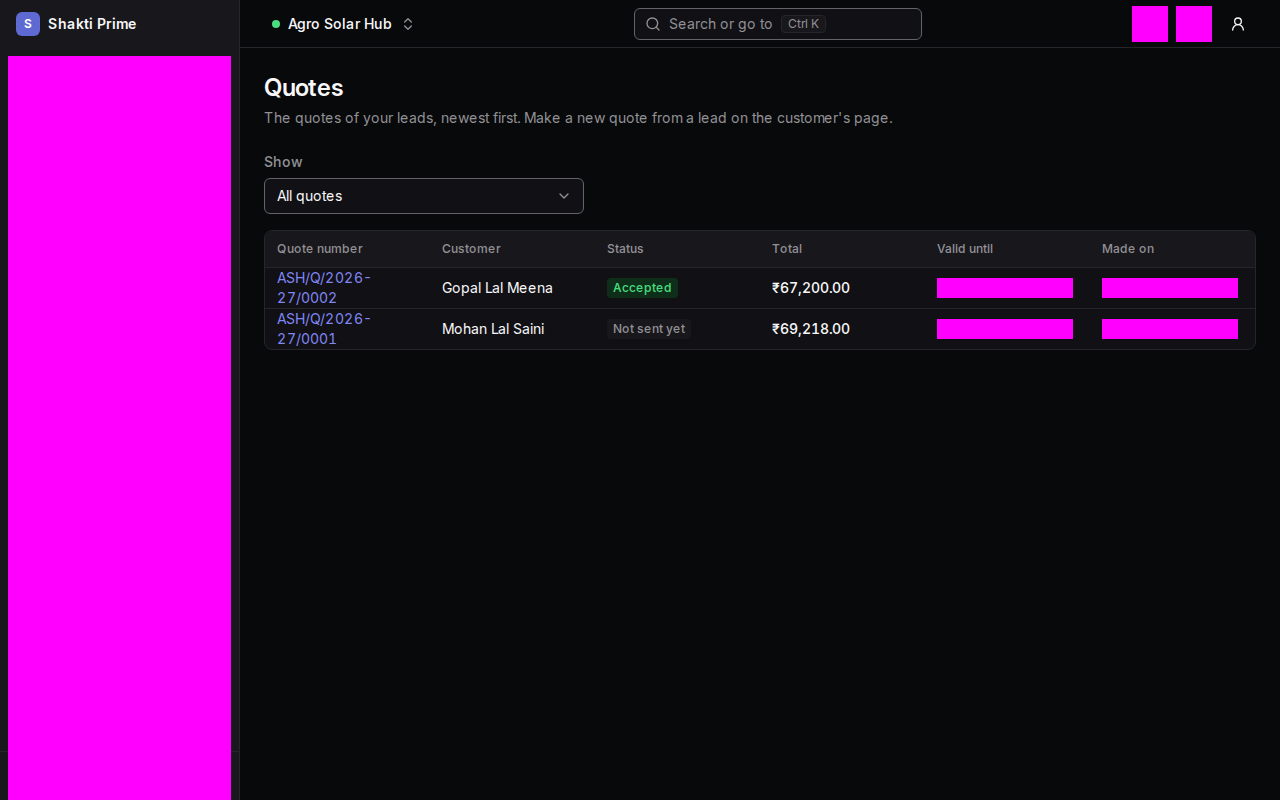 S Shakti Prime
Agro Solar Hub
Search or go to Ctrl K
Quotes
The quotes of your leads, newest first. Make a new quote from a lead on the customer's page.
Show
All quotes
Quote number Customer Status Total Valid until Made on
ASH/Q/2026-
27/0002
Gopal Lal Meena Accepted ₹67,200.00
ASH/Q/2026-
27/0001
Mohan Lal Saini Not sent yet ₹69,218.00